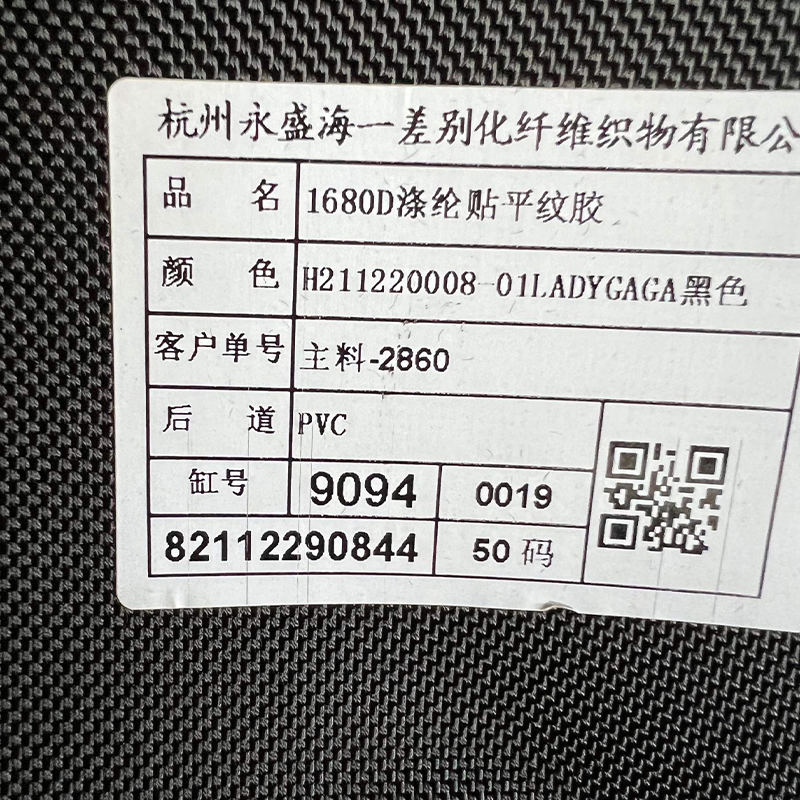 杭州永盛海一差别化纤维织物有限公
品 名 1680D涤纶贴平纹胶
颜 色 H211220008-01LADYGAGA黑色
客户单号 主料-2860
后 道 PVC
缸号 9094 0019
82112290844 50 码